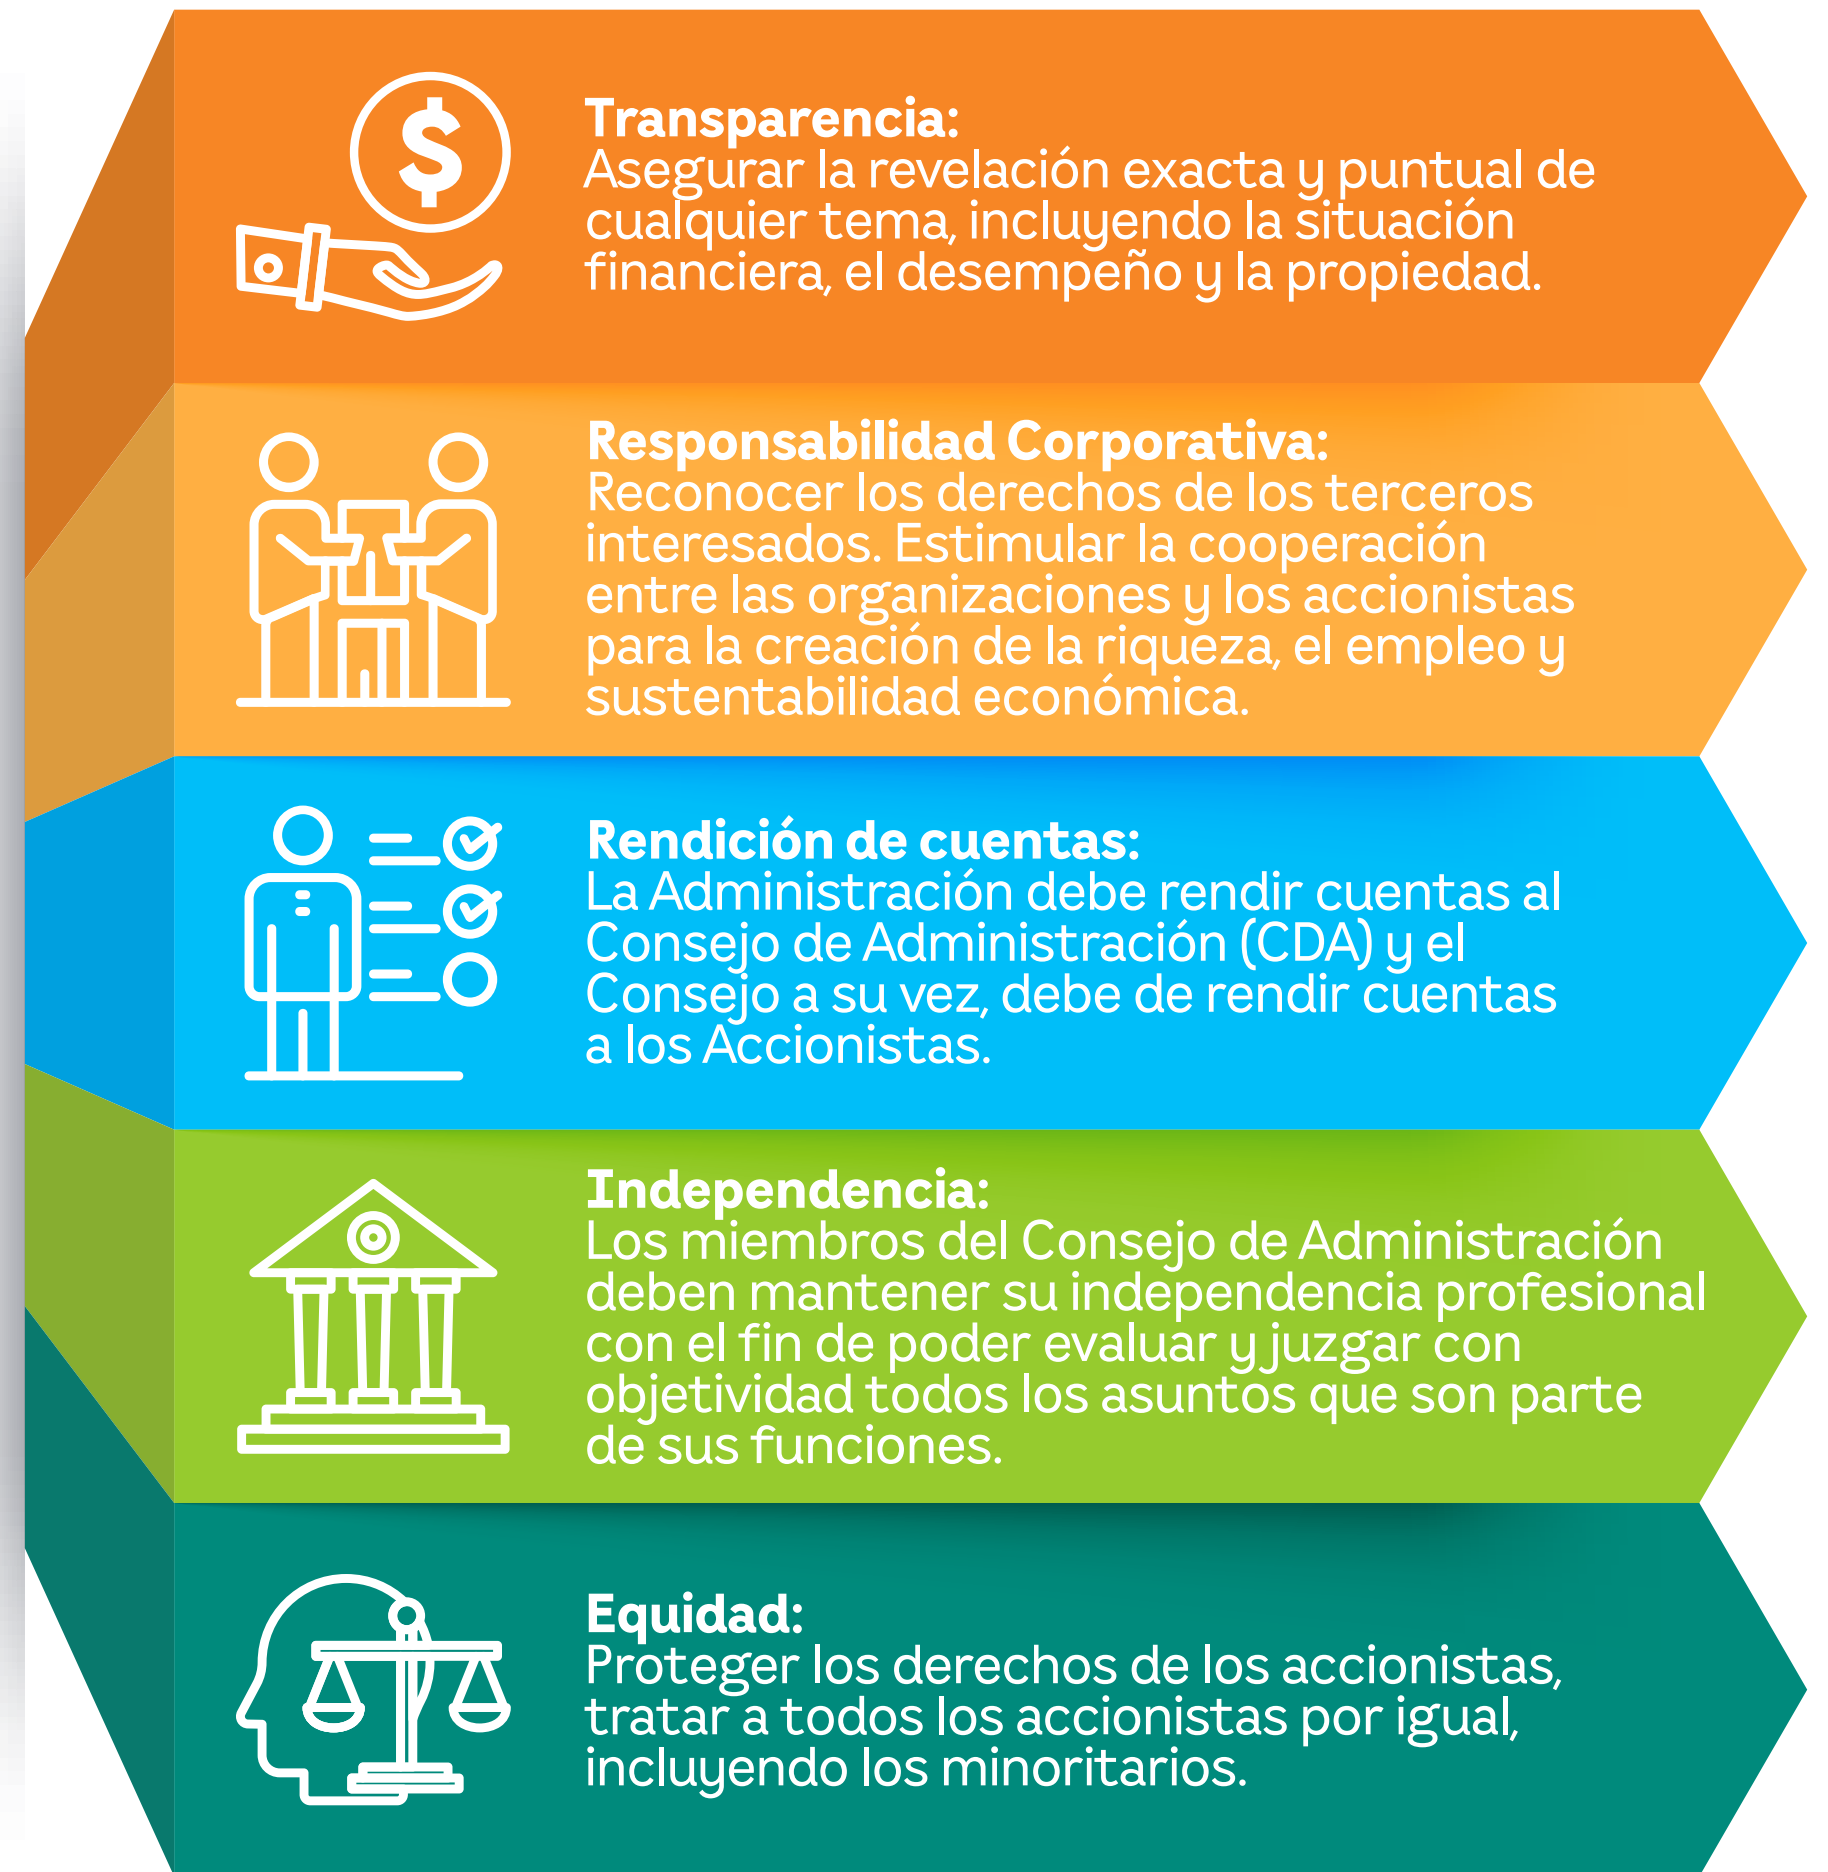 $
Transparencia:
Asegurar la revelación exacta y puntual de
cualquier tema, incluyendo la situación
financiera, el desempeño y la propiedad.
Responsabilidad Corporativa:
Reconocer los derechos de los terceros
interesados. Estimular la cooperación
entre las organizaciones y los accionistas
para la creación de la riqueza, el empleo y
sustentabilidad económica.
Rendición de cuentas:
La Administración debe rendir cuentas al
Consejo de Administración (CDA) y el
Consejo a su vez, debe de rendir cuentas
a los Accionistas.
Independencia:
Los miembros del Consejo de Administración
deben mantener su independencia profesional
con el fin de poder evaluar y juzgar con
objetividad todos los asuntos que son parte
de sus funciones.
Equidad:
Proteger los derechos de los accionistas,
tratar a todos los accionistas por igual,
incluyendo los minoritarios.